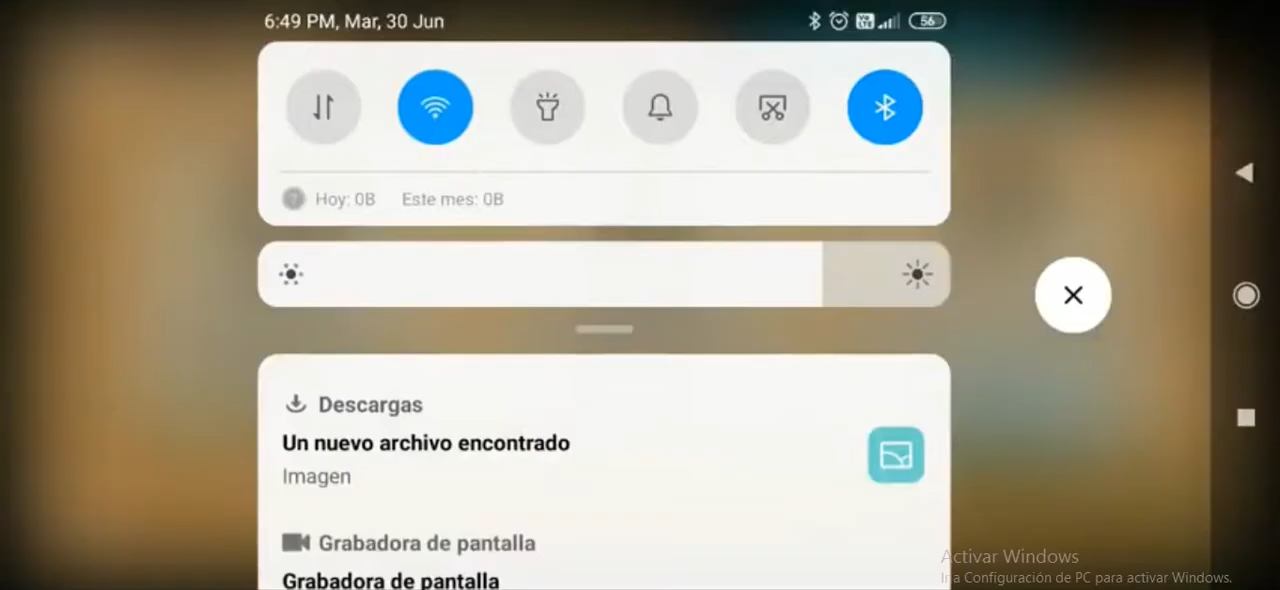 6:49 PM, Mar, 30 Jun
56
Hoy: 0B Este mes: 0B
Descargas
Un nuevo archivo encontrado
Imagen
Grabadora de pantalla
Grabadora de pantalla
Activar Windows
Ir a Configuración de PC para activar Windows.